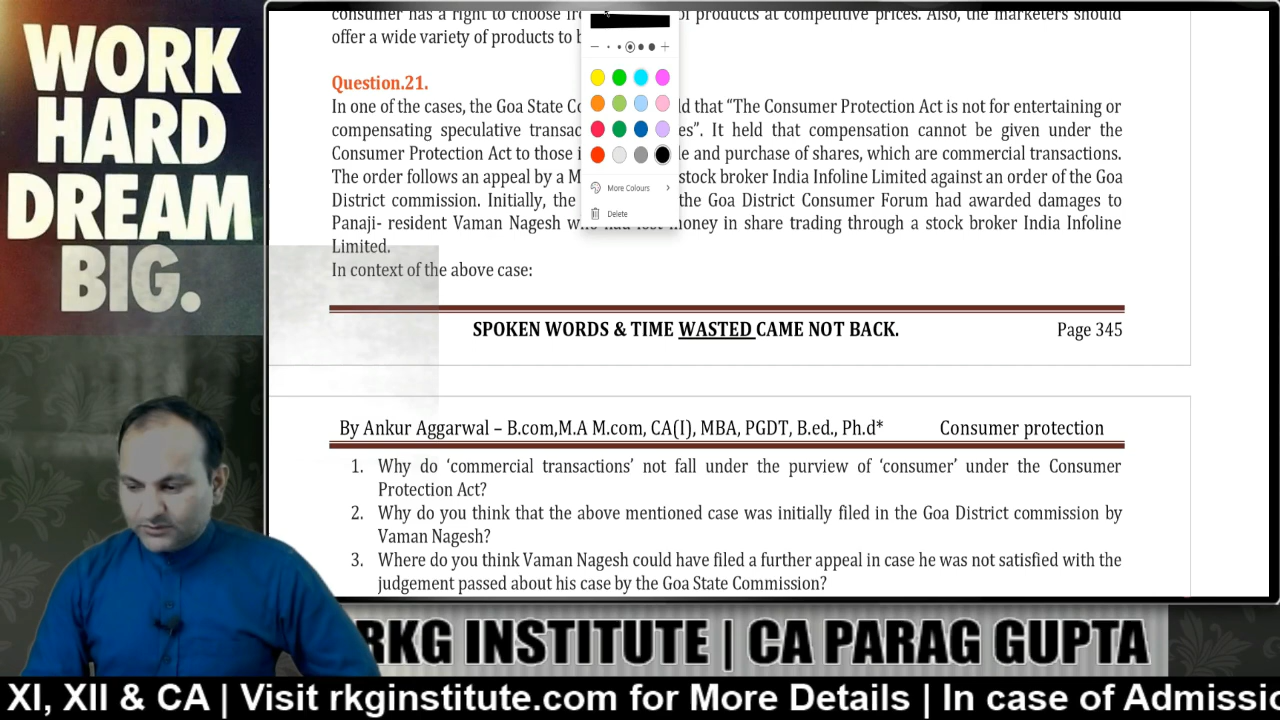 WORK
HARD
DREAM
BIG.
consumer has a right to choose of products at competitive prices. Also, the marketers should
offer a wide variety of products to
Question.21.
In one of the cases, the Goa State that “The Consumer Protection Act is not for entertaining or
compensating speculative It held that compensation cannot be given under the
Consumer Protection Act to those and purchase of shares, which are commercial transactions.
The order follows an appeal by a stock broker India Infoline Limited against an order of the Goa
District commission. Initially, the the Goa District Consumer Forum had awarded damages to
Panaji- resident Vaman Nagesh who had lost money in share trading through a stock broker India Infoline
Limited.
In context of the above case:
More Colours
Delete
SPOKEN WORDS & TIME WASTED CAME NOT BACK. Page 345
By Ankur Aggarwal – B.com,M.A M.com, CA(I), MBA, PGDT, B.ed., Ph.d* Consumer protection
1. Why do ‘commercial transactions’ not fall under the purview of ‘consumer’ under the Consumer
Protection Act?
2. Why do you think that the above mentioned case was initially filed in the Goa District commission by
Vaman Nagesh?
3. Where do you think Vaman Nagesh could have filed a further appeal in case he was not satisfied with the
judgement passed about his case by the Goa State Commission?
RKG INSTITUTE | CA PARAG GUPTA
XI, XII & CA | Visit rkginstitute.com for More Details | In case of